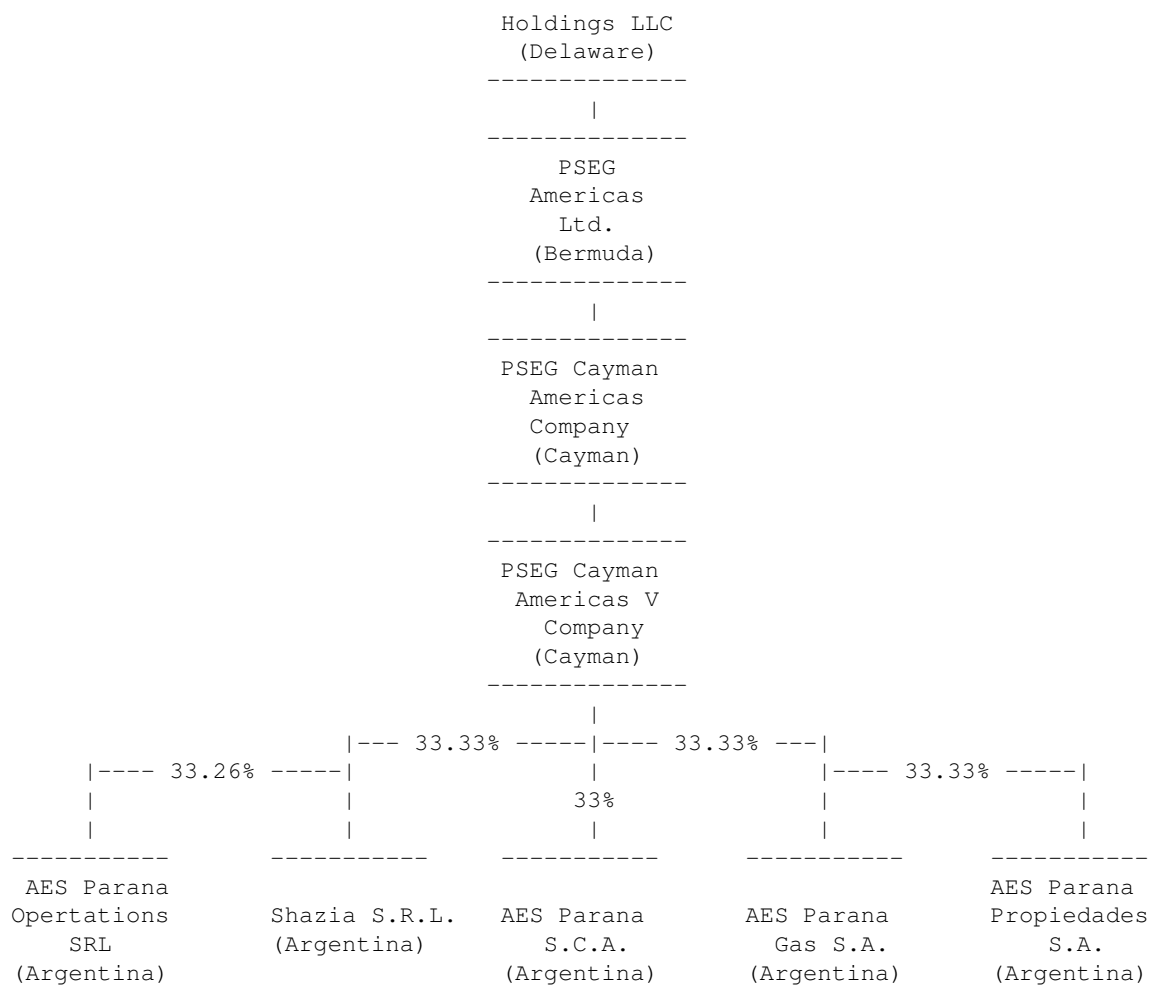 Holdings LLC
(Delaware)
--------------
|
--------------
PSEG
Americas
Ltd.
(Bermuda)
--------------
|
--------------
PSEG Cayman
Americas
Company
(Cayman)
--------------
|
--------------
PSEG Cayman
Americas V
Company
(Cayman)
--------------
|
|--- 33.33% -----|---- 33.33% ---|
|---- 33.26% -----| | |---- 33.33% -----|
| | 33% | |
| | | | |
----------- ----------- ----------- ----------- -----------
AES Parana AES Parana
Opertations Shazia S.R.L. AES Parana AES Parana Propiedades
SRL (Argentina) S.C.A. Gas S.A. S.A.
(Argentina) (Argentina) (Argentina) (Argentina)